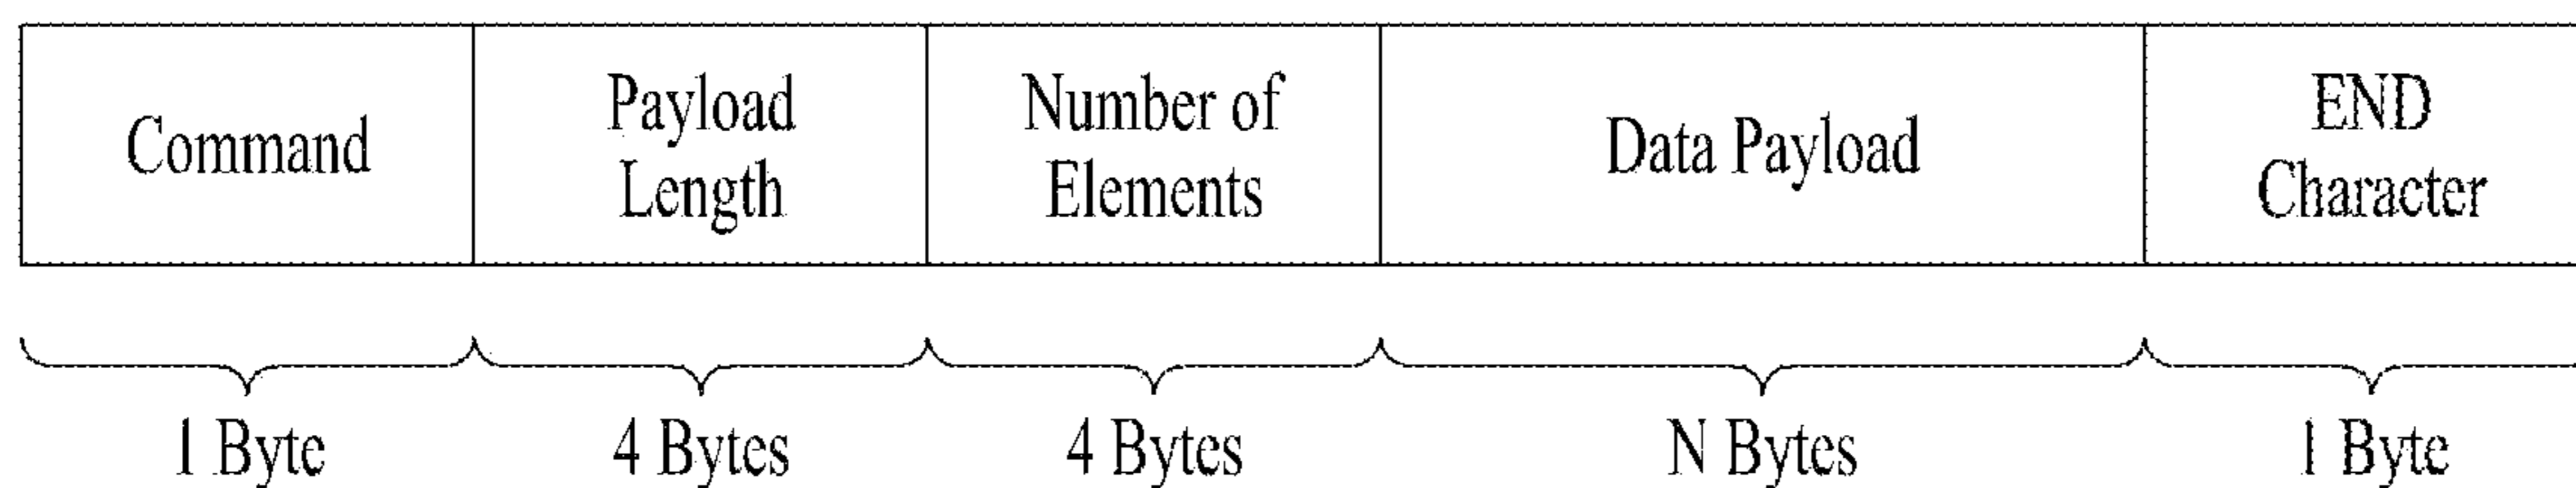 Command
Payload
Length
Number of
Elements
Data Payload
END
Character
1 Byte
4 Bytes
4 Bytes
N Bytes
1 Byte